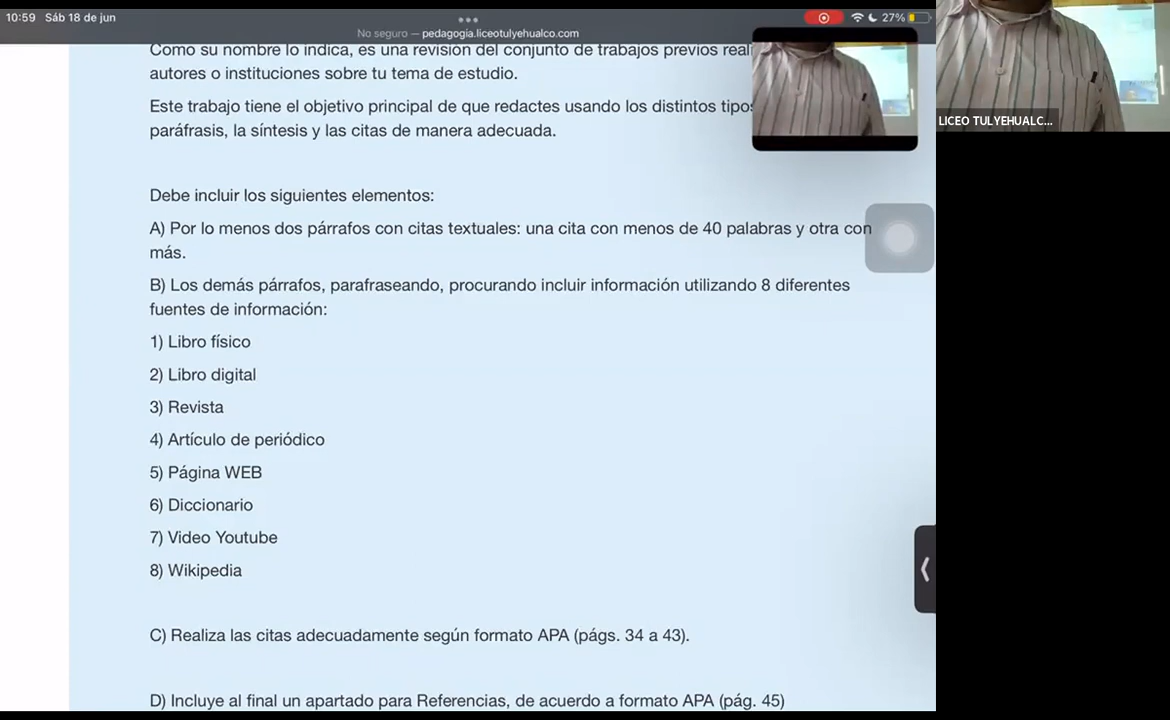 10:59 Sáb 18 de jun
27%
No seguro — pedagogia.liceotulyehualco.com
Como su nombre lo indica, es una revisión del conjunto de trabajos previos
autores o instituciones sobre tu tema de estudio.
Este trabajo tiene el objetivo principal de que redactes usando los distintos
paráfrasis, la síntesis y las citas de manera adecuada.
LICEO TULYEHUALC...
Debe incluir los siguientes elementos:
A) Por lo menos dos párrafos con citas textuales: una cita con menos de 40 palabras y otra con
más.
B) Los demás párrafos, parafraseando, procurando incluir información utilizando 8 diferentes
fuentes de información:
1) Libro físico
2) Libro digital
3) Revista
4) Artículo de periódico
5) Página WEB
6) Diccionario
7) Video Youtube
8) Wikipedia
C) Realiza las citas adecuadamente según formato APA (págs. 34 a 43).
D) Incluye al final un apartado para Referencias, de acuerdo a formato APA (pág. 45)